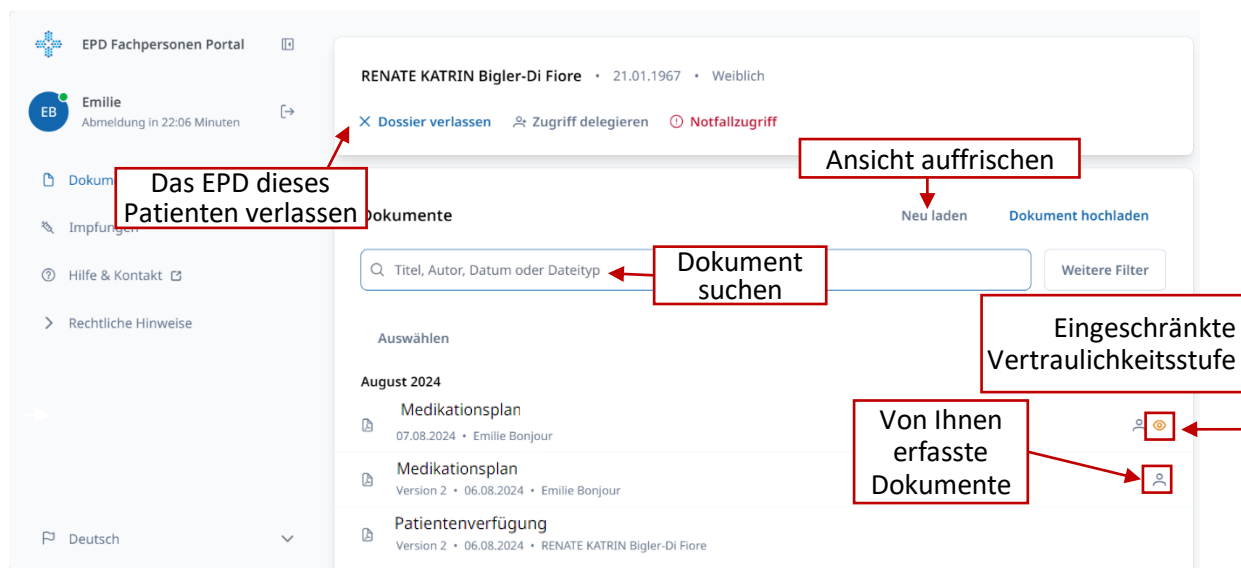 EPD Fachpersonen Portal
EB
Emilie
Abmeldung in 22:06 Minuten
Dokum
Impfungen
Hilfe & Kontakt
Rechtliche Hinweise
Deutsch
RENATE KATRIN Bigler-Di Fiore • 21.01.1967 • Weiblich
Dossier verlassen Zugriff delegieren Notfallzugriff
Das EPD dieses
Patienten verlassen
Ansicht auffrischen
Dokumente Neu laden Dokument hochladen
Titel, Autor, Datum oder Dateityp
Dokument
suchen
Weitere Filter
Auswählen
Eingeschränkte
Vertraulichkeitsstufe
August 2024
Medikationsplan
07.08.2024 • Emilie Bonjour
Von Ihnen
erfasste
Dokumente
Medikationsplan
Version 2 • 06.08.2024 • Emilie Bonjour
Patientenverfügung
Version 2 • 06.08.2024 • RENATE KATRIN Bigler-Di Fiore